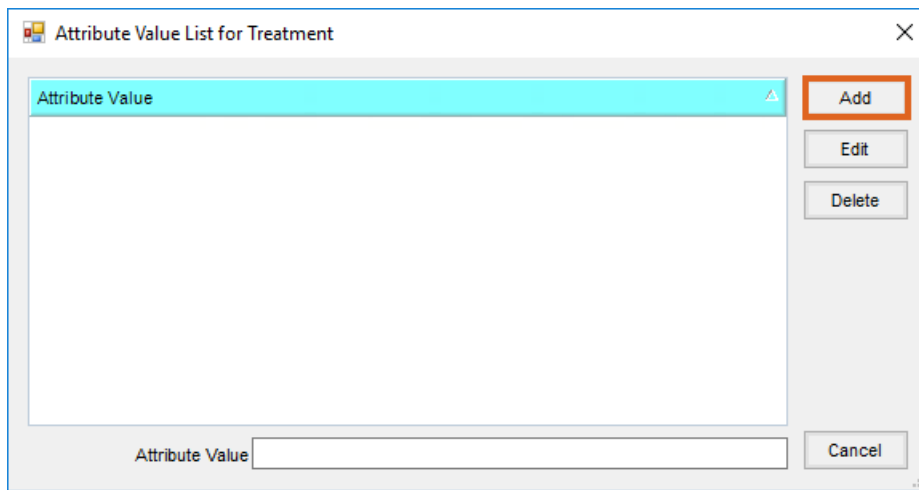 Attribute Value List for Treatment
Attribute Value
Add
Edit
Delete
Attribute Value
Cancel